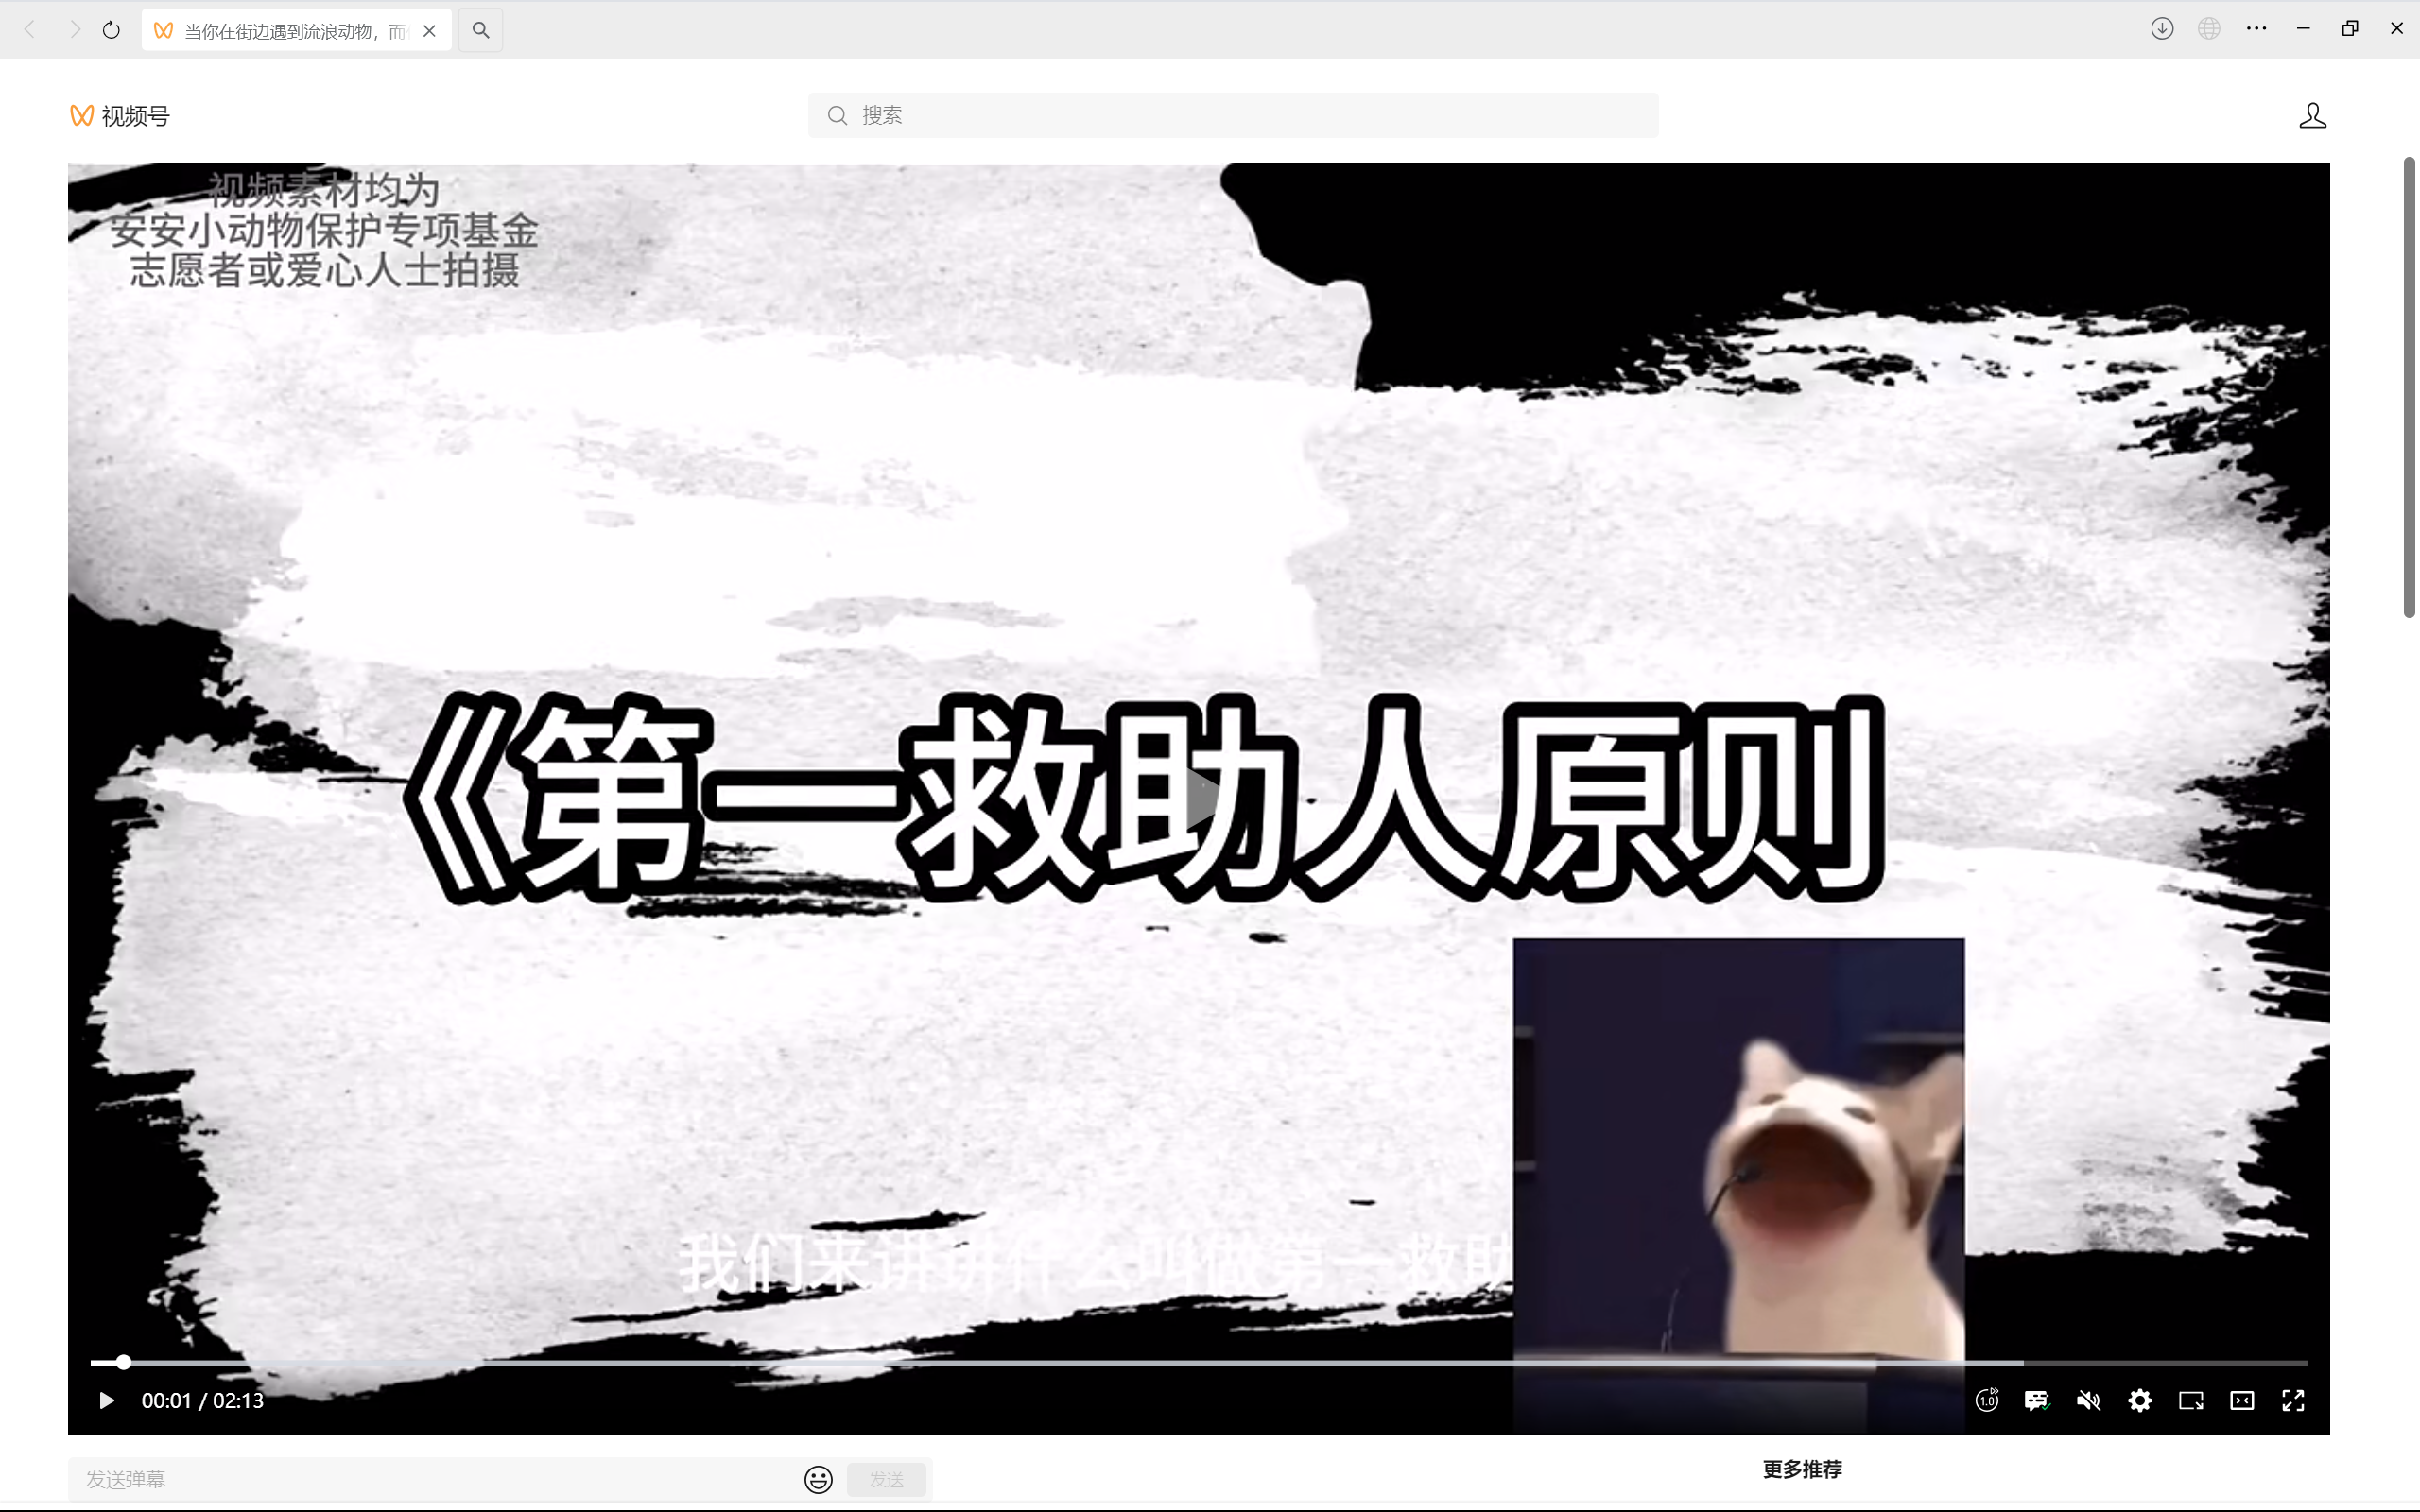 当你在街边遇到流浪动物，而
视频号
搜索
视频素材均为
安安小动物保护专项基金
志愿者或爱心人士拍摄
《第一救助人原则
我们来讲讲什么叫做第一救助
00:01 / 02:13
1.0
发送弹幕
发送
更多推荐